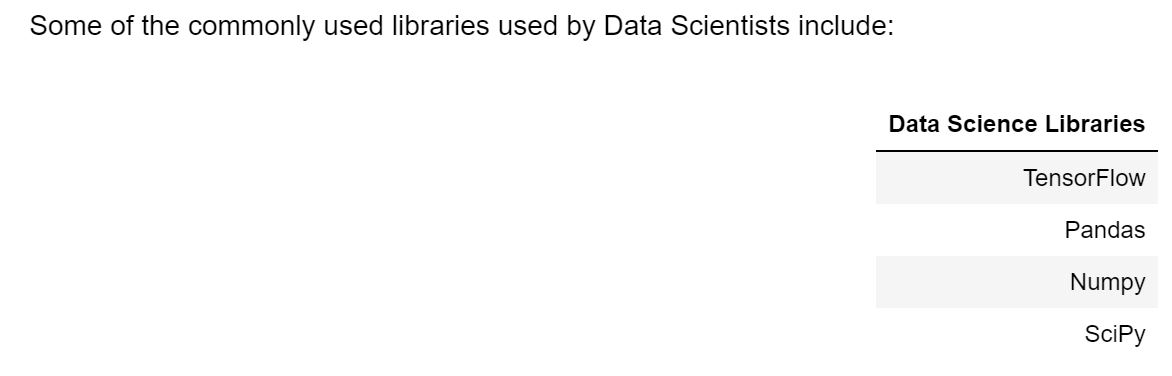 Some of the commonly used libraries used by Data Scientists include:
Data Science Libraries
TensorFlow
Pandas
Numpy
SciPy